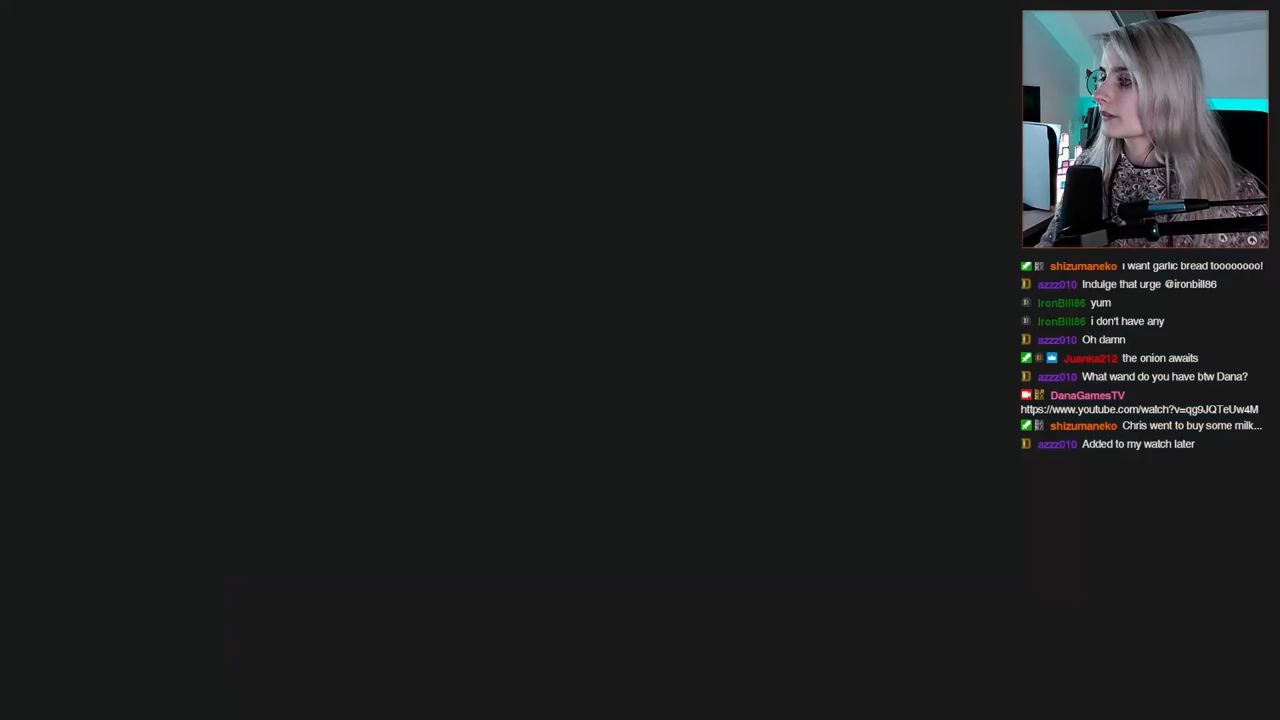 shizumaneko i want garlic bread toooooooo!
azzz010 Indulge that urge @ironbill86
IronBill86 yum
IronBill86 i don't have any
azzz010 Oh damn
Juanka212 the onion awaits
azzz010 What wand do you have btw Dana?
DanaGamesTV
https://www.youtube.com/watch?v=qg9JQTeUw4M
shizumaneko Chris went to buy some milk...
azzz010 Added to my watch later